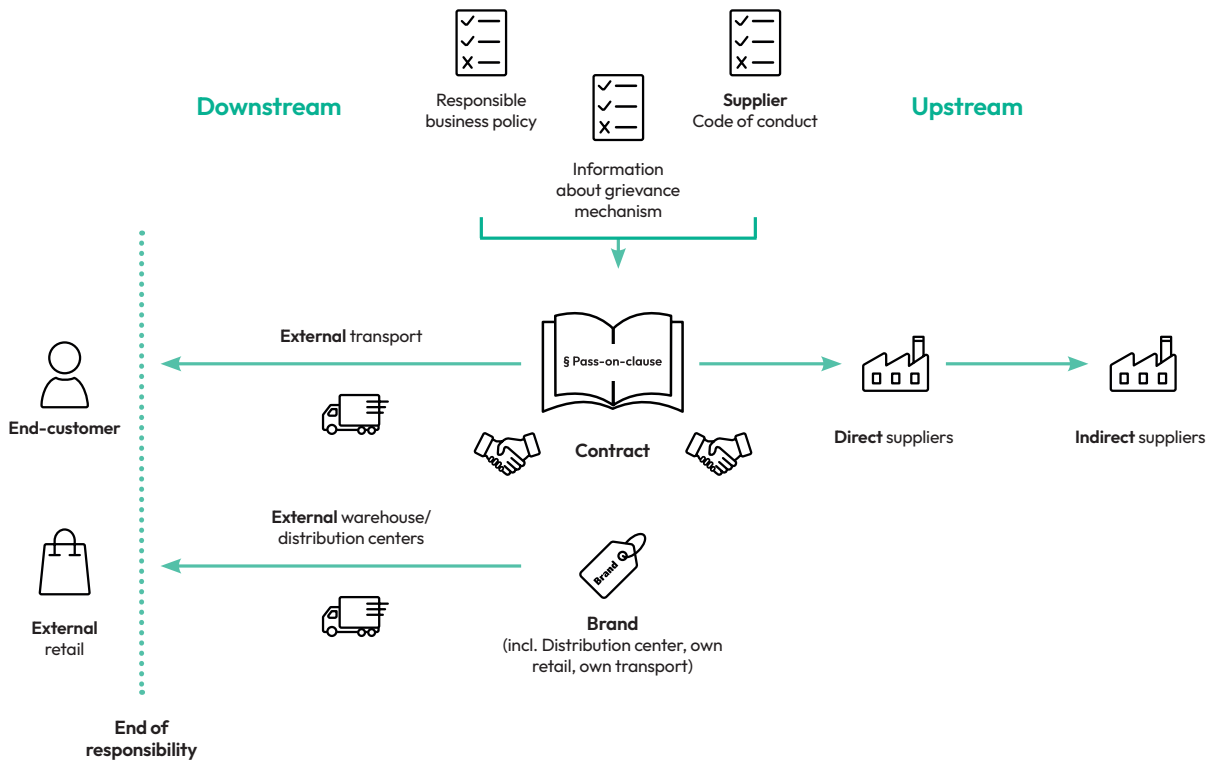 Downstream
Responsible
business policy
Supplier
Code of conduct
Upstream
Information
about grievance
mechanism
External transport
§ Pass-on-clause
End-customer
Contract
Direct suppliers
Indirect suppliers
External warehouse/
distribution centers
Brand
External
retail
Brand
(incl. Distribution center, own
retail, own transport)
End of
responsibility